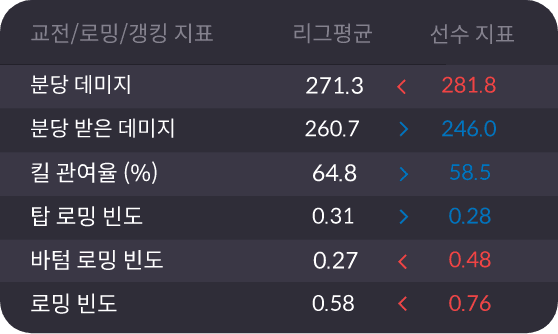 교전/로밍/갱킹 지표 리그평균 선수 지표
분당 데미지 271.3 < 281.8
분당 받은 데미지 260.7 > 246.0
킬 관여율 (%) 64.8 > 58.5
탑 로밍 빈도 0.31 > 0.28
바텀 로밍 빈도 0.27 < 0.48
로밍 빈도 0.58 < 0.76